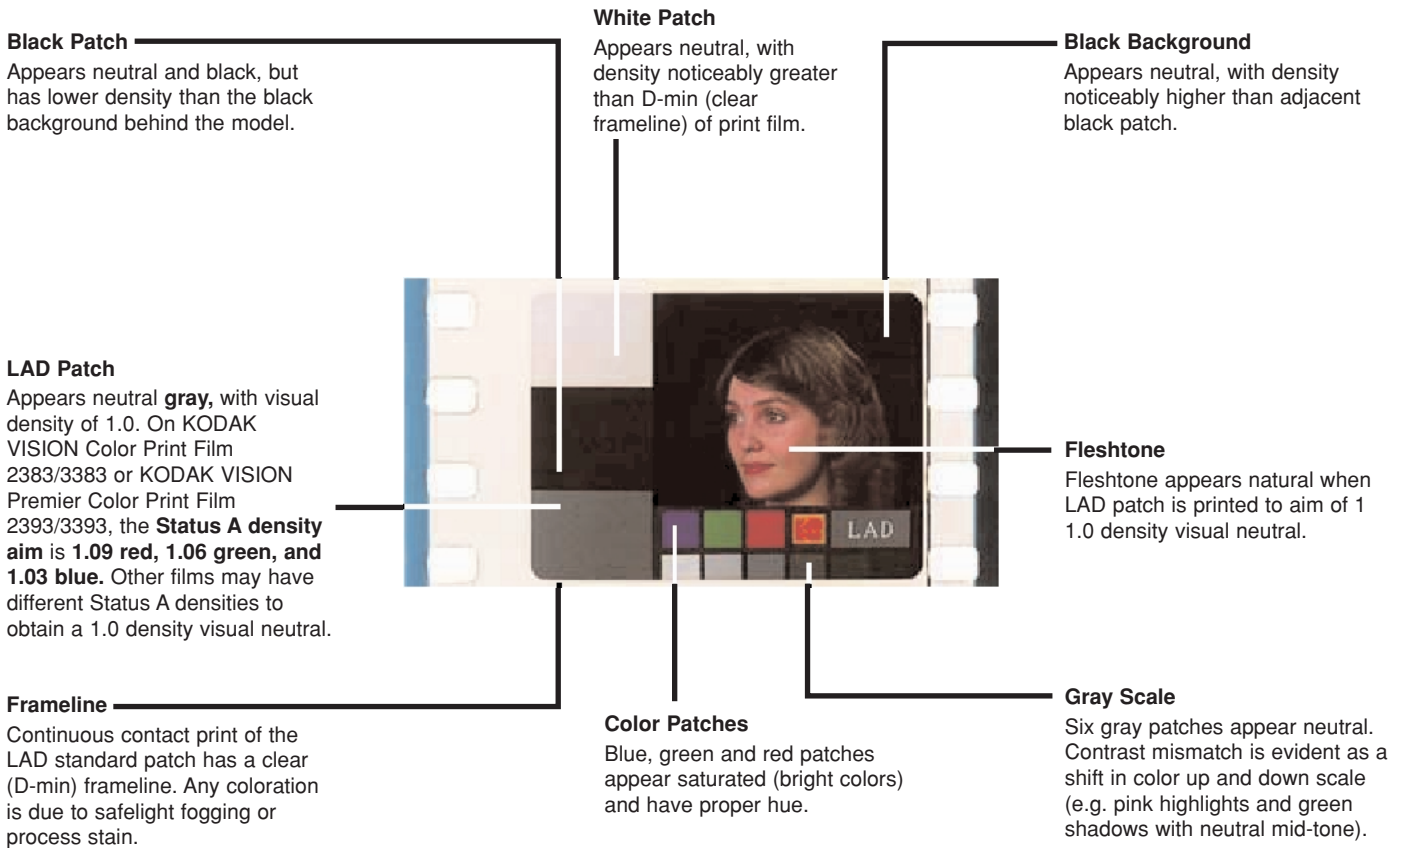 Black Patch
Appears neutral and black, but
has lower density than the black
background behind the model.
White Patch
Appears neutral, with
density noticeably greater
than D-min (clear
frameline) of print film.
Black Background
Appears neutral, with density
noticeably higher than adjacent
black patch.
LAD Patch
Appears neutral gray, with visual
density of 1.0. On KODAK
VISION Color Print Film
2383/3383 or KODAK VISION
Premier Color Print Film
2393/3393, the Status A density
aim is 1.09 red, 1.06 green, and
1.03 blue. Other films may have
different Status A densities to
obtain a 1.0 density visual neutral.
LAD
Fleshtone
Fleshtone appears natural when
LAD patch is printed to aim of 1
1.0 density visual neutral.
Frameline
Continuous contact print of the
LAD standard patch has a clear
(D-min) frameline. Any coloration
is due to safelight fogging or
process stain.
Color Patches
Blue, green and red patches
appear saturated (bright colors)
and have proper hue.
Gray Scale
Six gray patches appear neutral.
Contrast mismatch is evident as a
shift in color up and down scale
(e.g. pink highlights and green
shadows with neutral mid-tone).